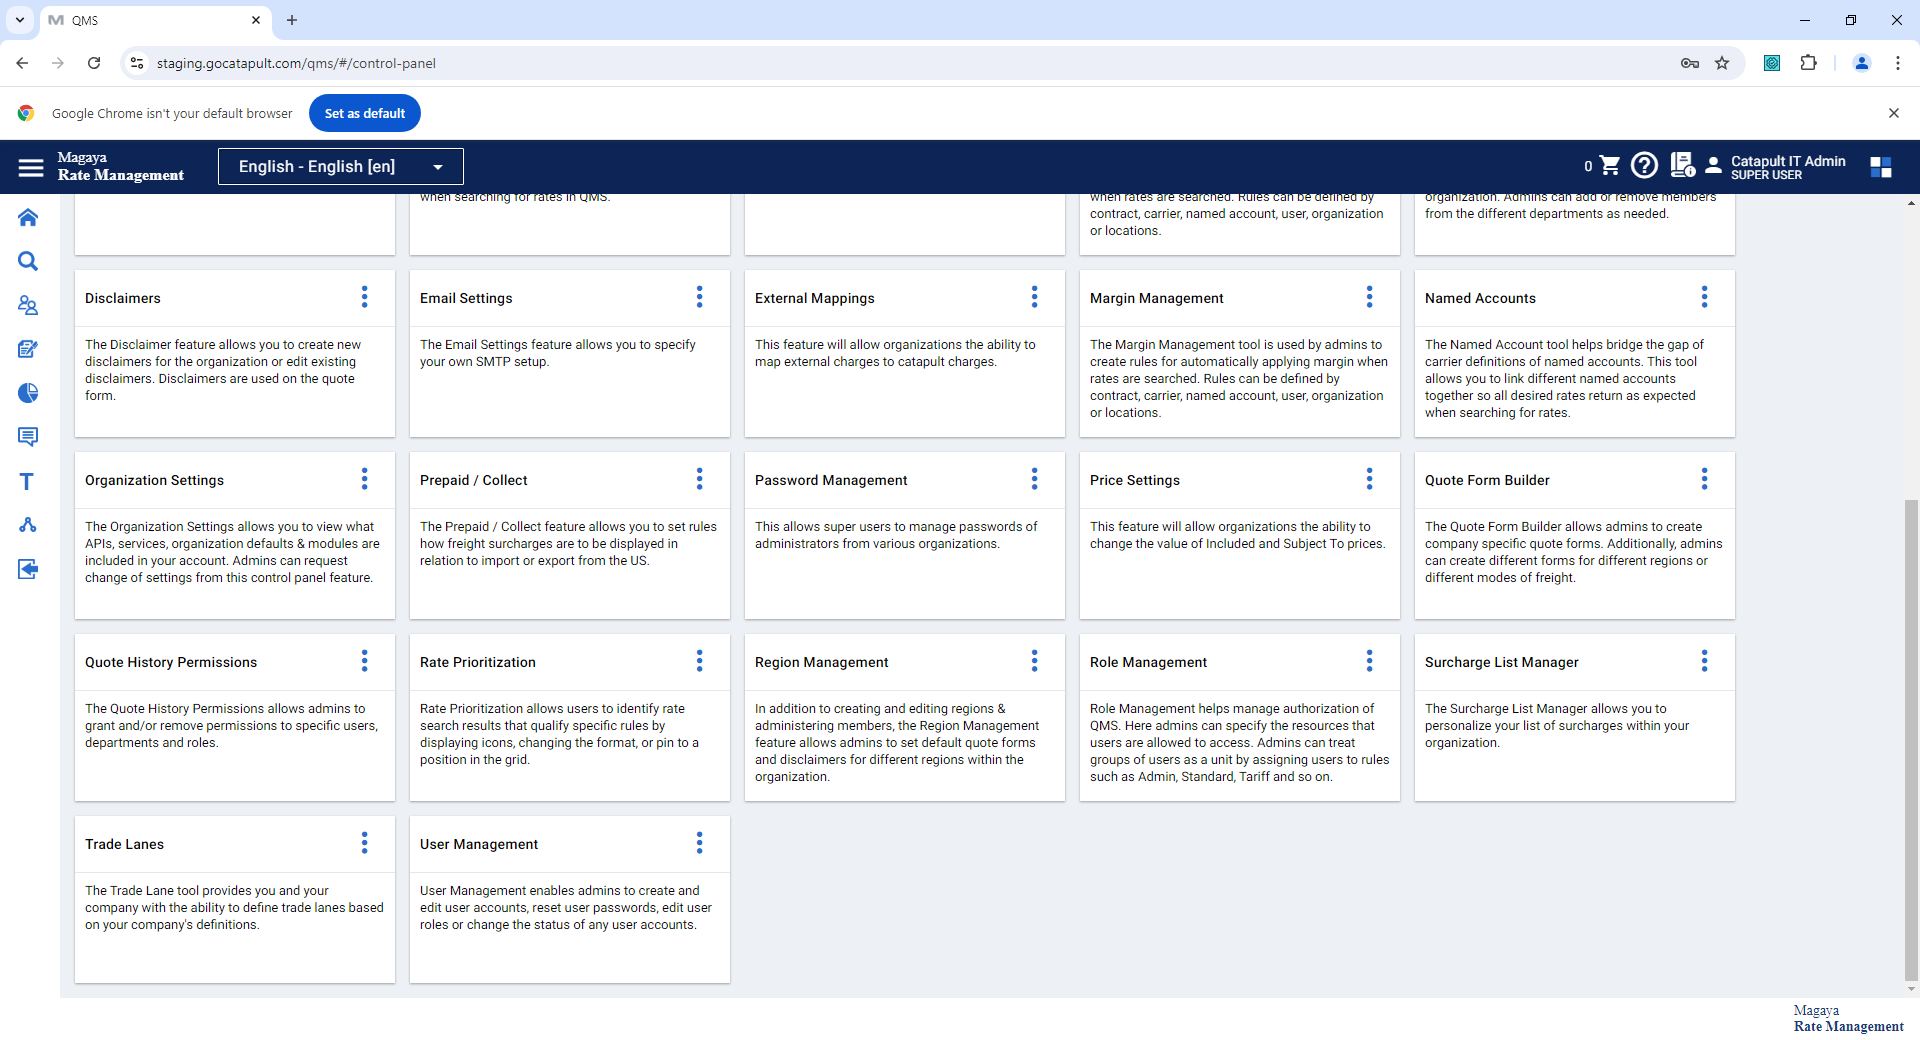 QMS
staging.gocatapult.com/qms/#/control-panel
Google Chrome isn't your default browser
Set as default
Magaya
Rate Management
English - English [en]
0
Catapult IT Admin
SUPER USER
when searching for rates in QMS.
when rates are searched. Rules can be defined by
contract, carrier, named account, user, organization
or locations.
organization. Admins can add or remove members
from the different departments as needed.
Disclaimers
The Disclaimer feature allows you to create new
disclaimers for the organization or edit existing
disclaimers. Disclaimers are used on the quote
form.
Email Settings
The Email Settings feature allows you to specify
your own SMTP setup.
External Mappings
This feature will allow organizations the ability to
map external charges to catapult charges.
Margin Management
The Margin Management tool is used by admins to
create rules for automatically applying margin when
rates are searched. Rules can be defined by
contract, carrier, named account, user, organization
or locations.
Named Accounts
The Named Account tool helps bridge the gap of
carrier definitions of named accounts. This tool
allows you to link different named accounts
together so all desired rates return as expected
when searching for rates.
Organization Settings
The Organization Settings allows you to view what
APIs, services, organization defaults & modules are
included in your account. Admins can request
change of settings from this control panel feature.
Prepaid / Collect
The Prepaid / Collect feature allows you to set rules
how freight surcharges are to be displayed in
relation to import or export from the US.
Password Management
This allows super users to manage passwords of
administrators from various organizations.
Price Settings
This feature will allow organizations the ability to
change the value of Included and Subject To prices.
Quote Form Builder
The Quote Form Builder allows admins to create
company specific quote forms. Additionally, admins
can create different forms for different regions or
different modes of freight.
Quote History Permissions
The Quote History Permissions allows admins to
grant and/or remove permissions to specific users,
departments and roles.
Rate Prioritization
Rate Prioritization allows users to identify rate
search results that qualify specific rules by
displaying icons, changing the format, or pin to a
position in the grid.
Region Management
In addition to creating and editing regions &
administering members, the Region Management
feature allows admins to set default quote forms
and disclaimers for different regions within the
organization.
Role Management
Role Management helps manage authorization of
QMS. Here admins can specify the resources that
users are allowed to access. Admins can treat
groups of users as a unit by assigning users to rules
such as Admin, Standard, Tariff and so on.
Surcharge List Manager
The Surcharge List Manager allows you to
personalize your list of surcharges within your
organization.
Trade Lanes
The Trade Lane tool provides you and your
company with the ability to define trade lanes based
on your company's definitions.
User Management
User Management enables admins to create and
edit user accounts, reset user passwords, edit user
roles or change the status of any user accounts.
Magaya
Rate Management